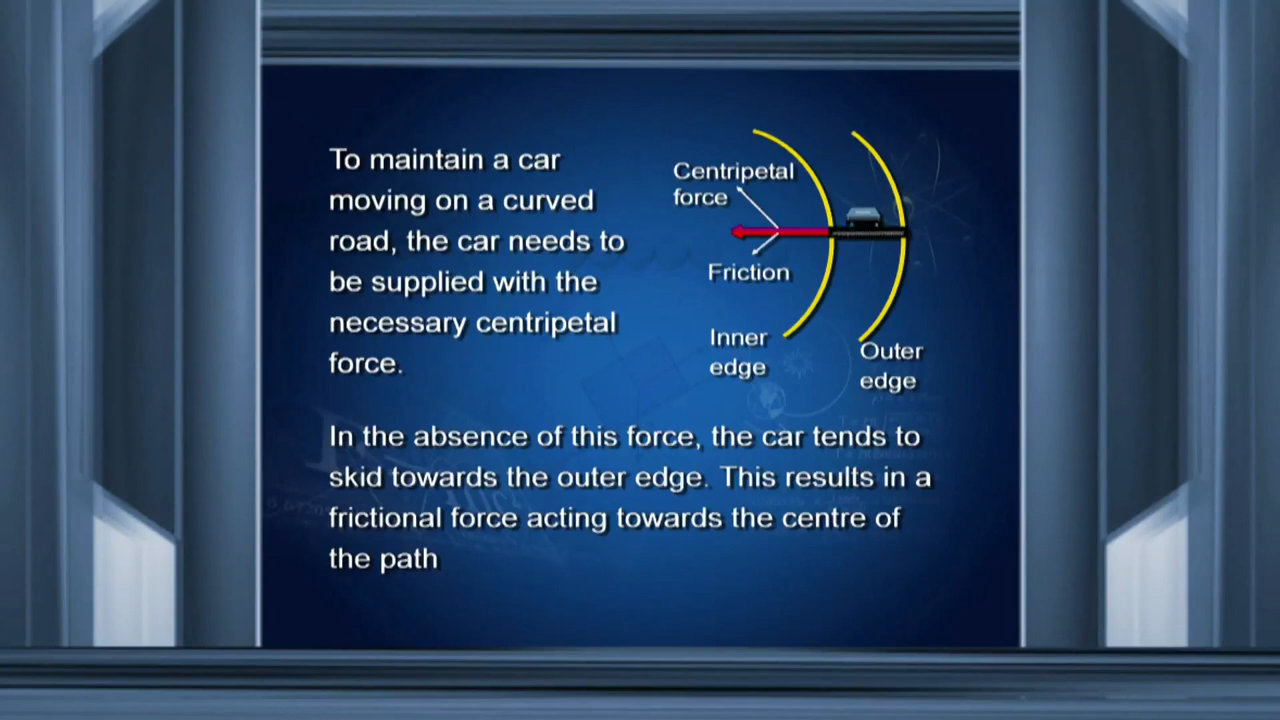 To maintain a car
moving on a curved
road, the car needs to
be supplied with the
necessary centripetal
force.
Centripetal
force
Friction
Inner
edge
Outer
edge
In the absence of this force, the car tends to
skid towards the outer edge. This results in a
frictional force acting towards the centre of
the path